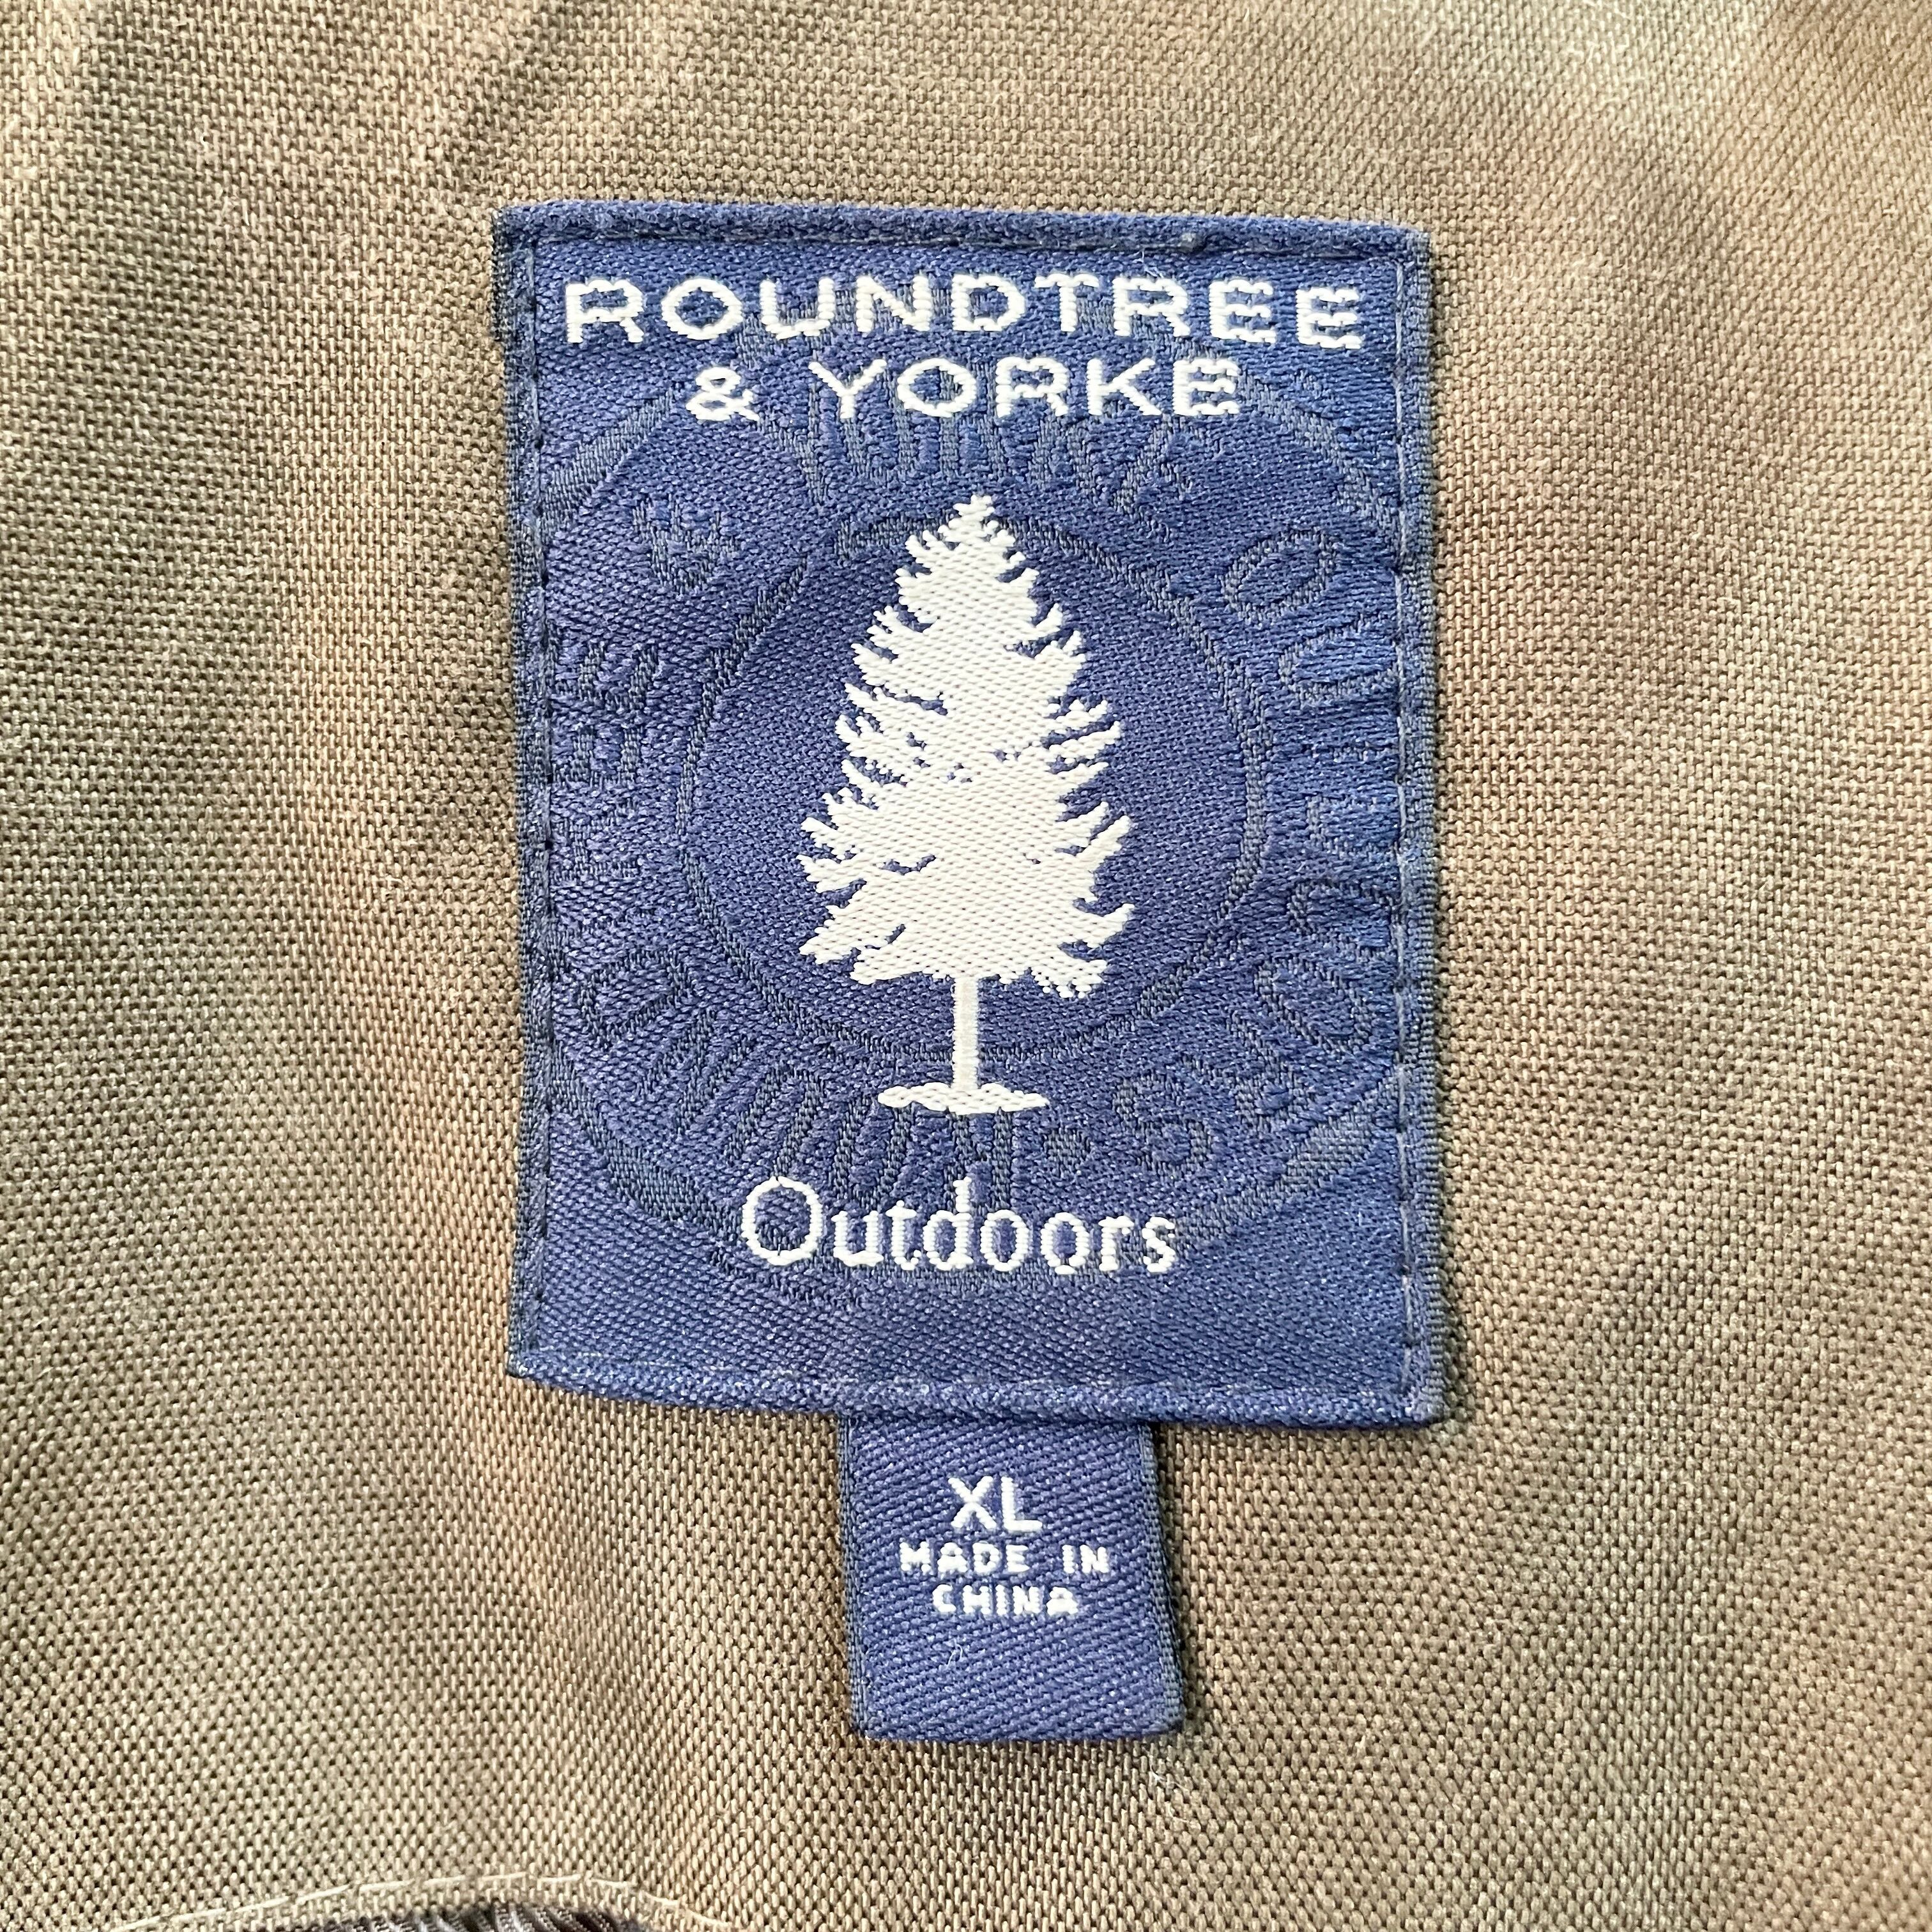 ROUNDTREE
& YORKE
Outdoors
XL
MADE IN
CHINA